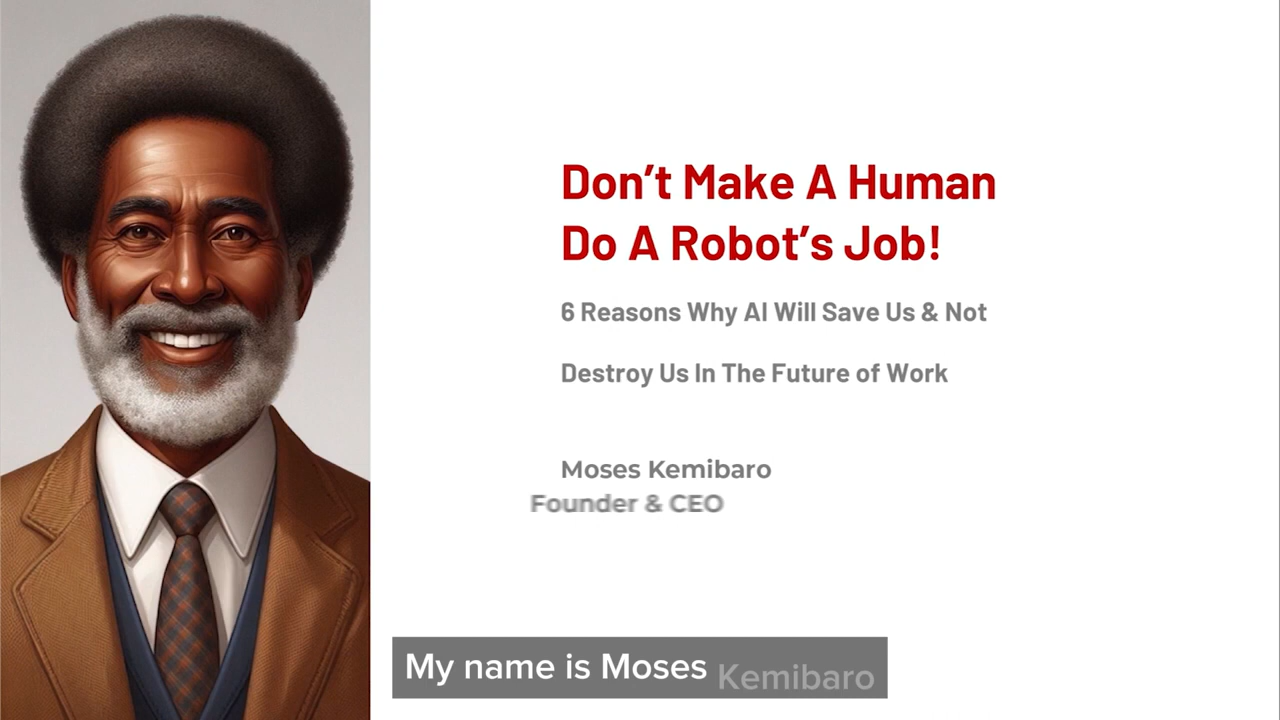 Don’t Make A Human
Do A Robot’s Job!
6 Reasons Why AI Will Save Us & Not
Destroy Us In The Future of Work
Moses Kemibaro
Founder & CEO
My name is Moses Kemibaro